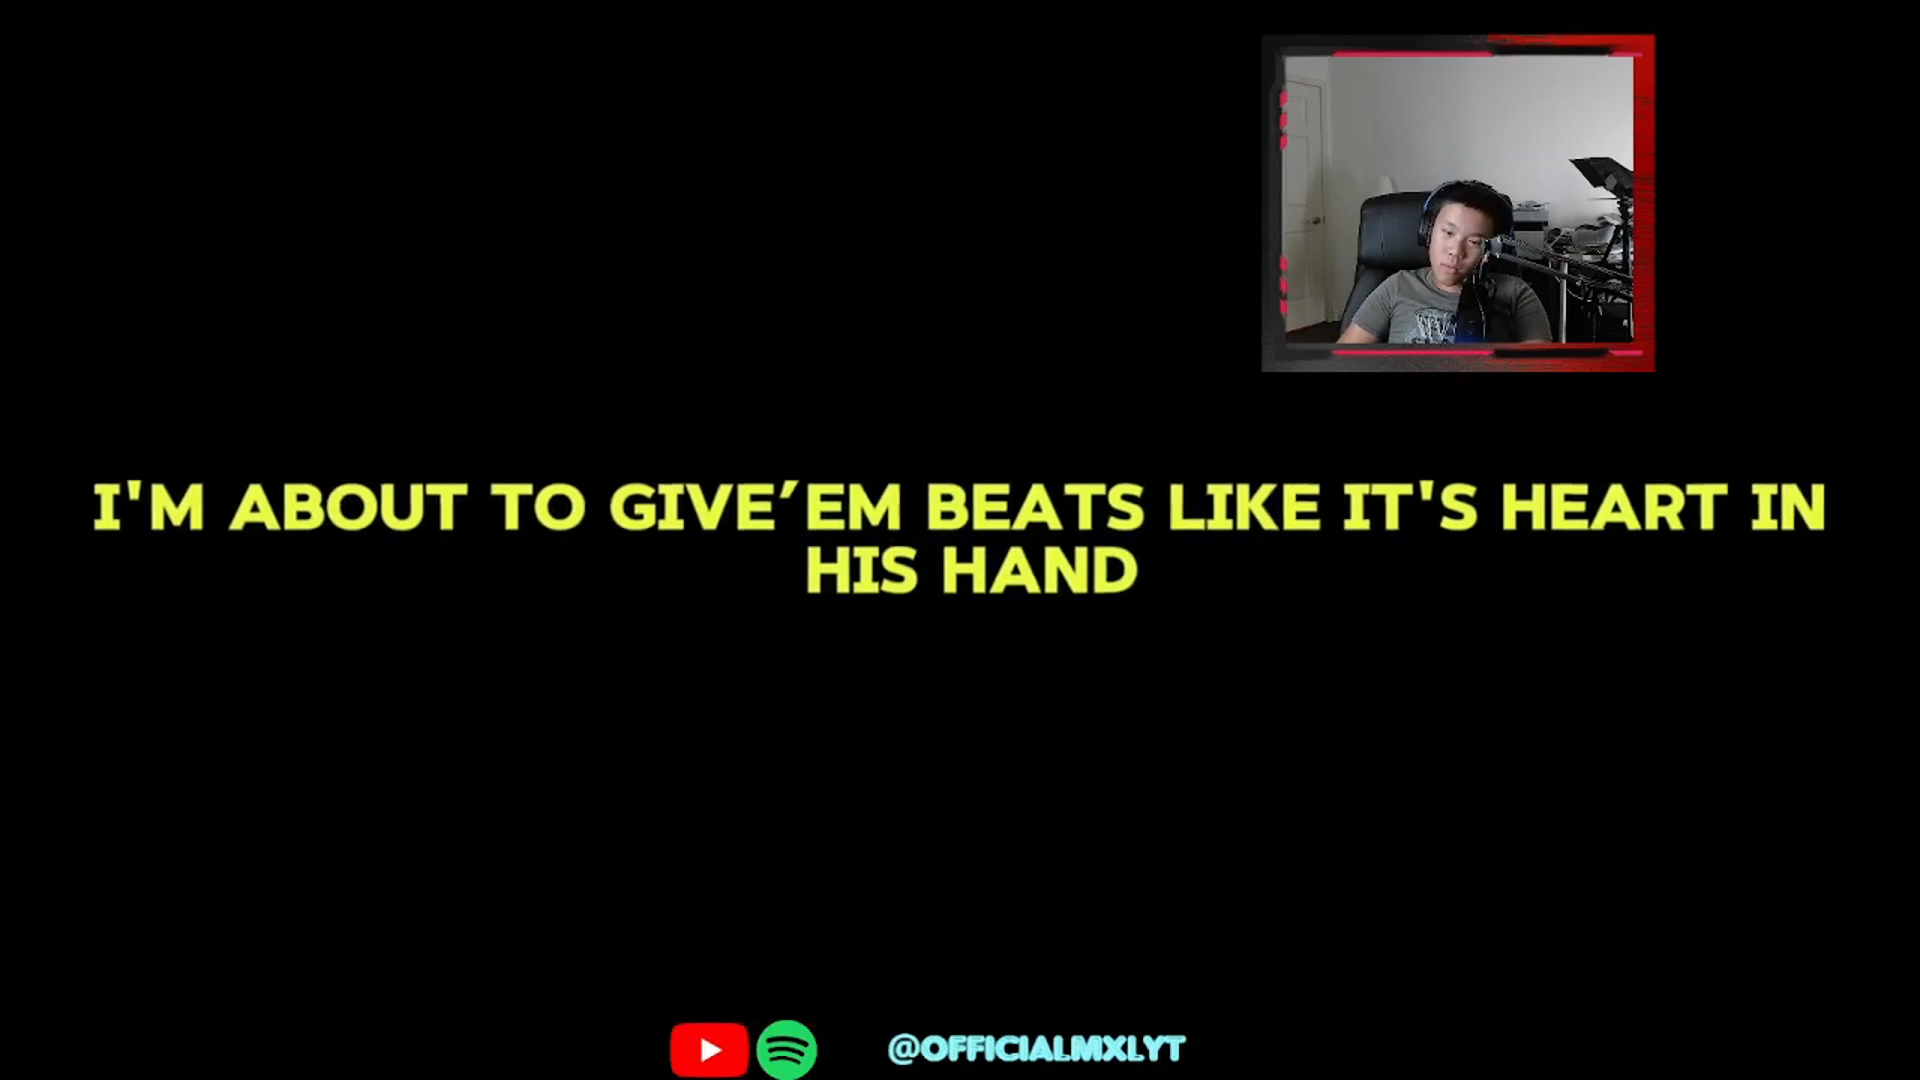 I'M ABOUT TO GIVE´EM BEATS LIKE IT'S HEART IN
HIS HAND
@OFFICIALMXLYT